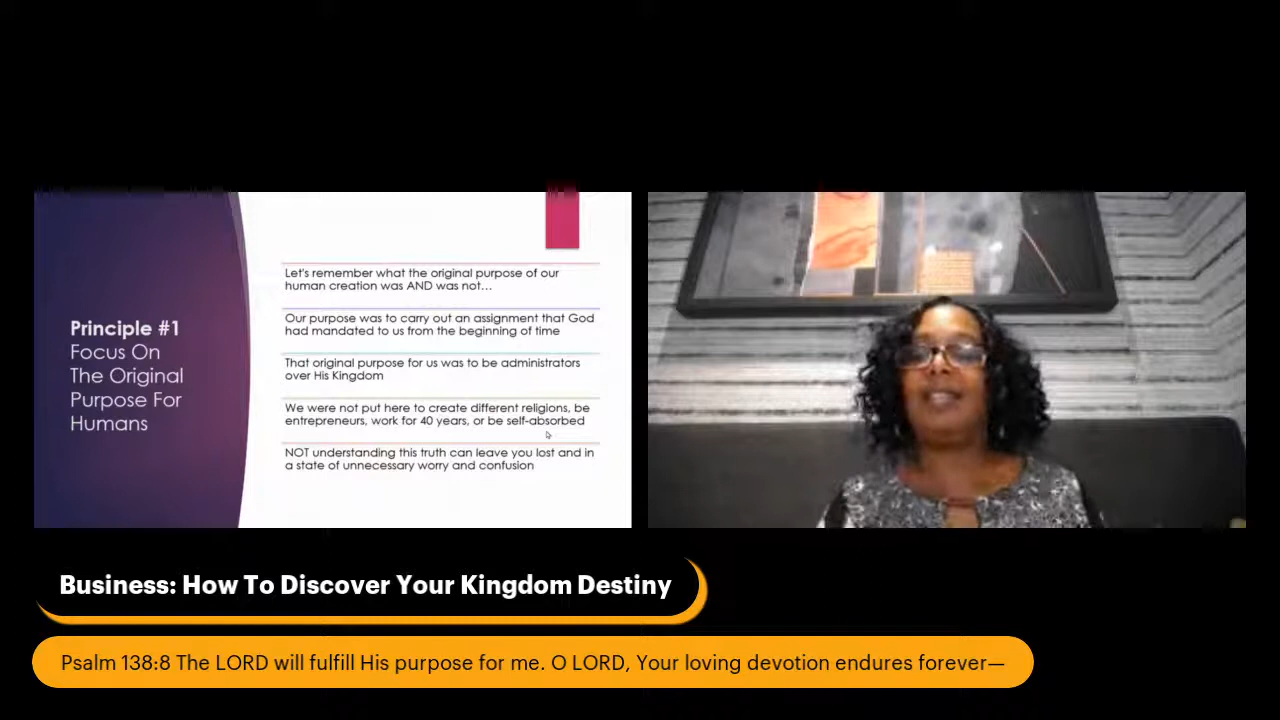 Principle #1
Focus On
The Original
Purpose For
Humans
Let's remember what the original purpose of our
human creation was AND was not...
Our purpose was to carry out an assignment that God
had mandated to us from the beginning of time
That original purpose for us was to be administrators
over His Kingdom
We were not put here to create different religions, be
entrepreneurs, work for 40 years, or be self-absorbed
NOT understanding this truth can leave you lost and in
a state of unnecessary worry and confusion
Business: How To Discover Your Kingdom Destiny
Psalm 138:8 The LORD will fulfill His purpose for me. O LORD, Your loving devotion endures forever—